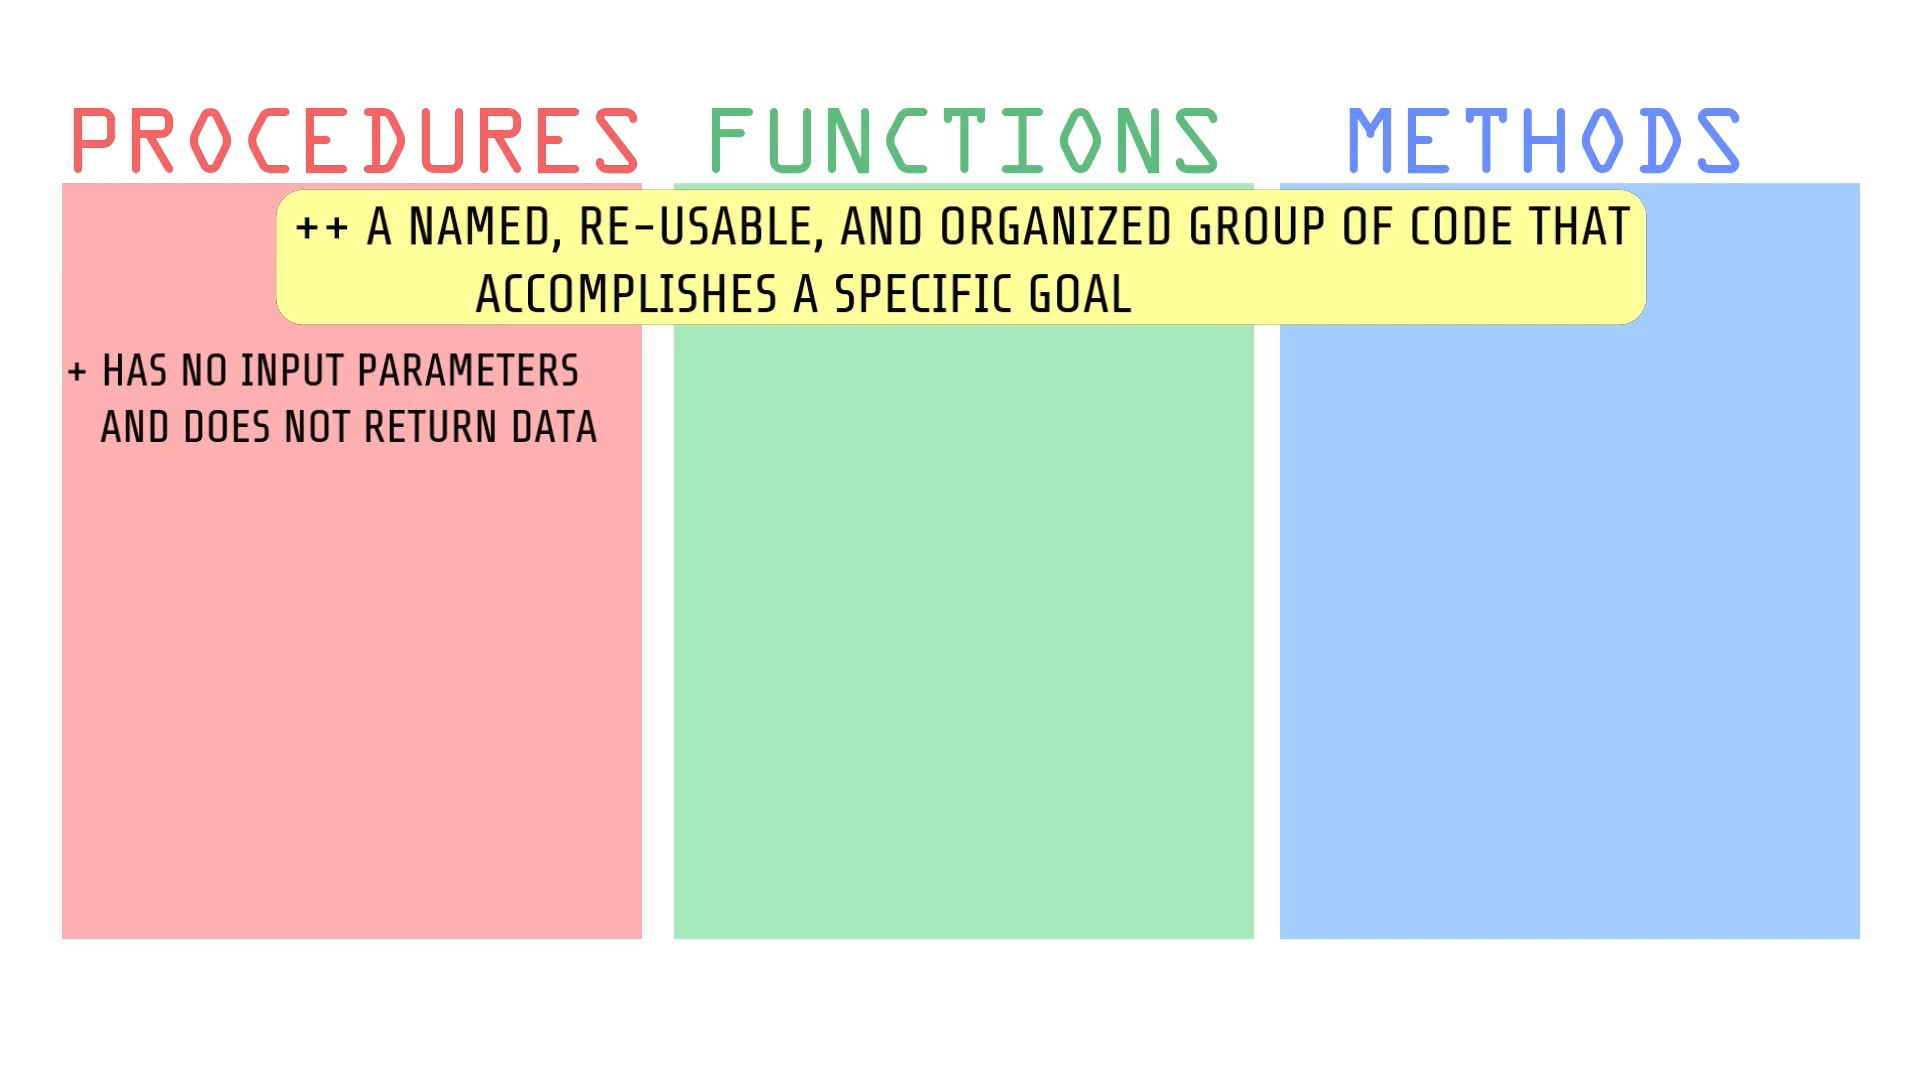 PROCEDURES FUNCTIONS METHODS
++ A NAMED, RE-USABLE, AND ORGANIZED GROUP OF CODE THAT
ACCOMPLISHES A SPECIFIC GOAL
+ HAS NO INPUT PARAMETERS
AND DOES NOT RETURN DATA